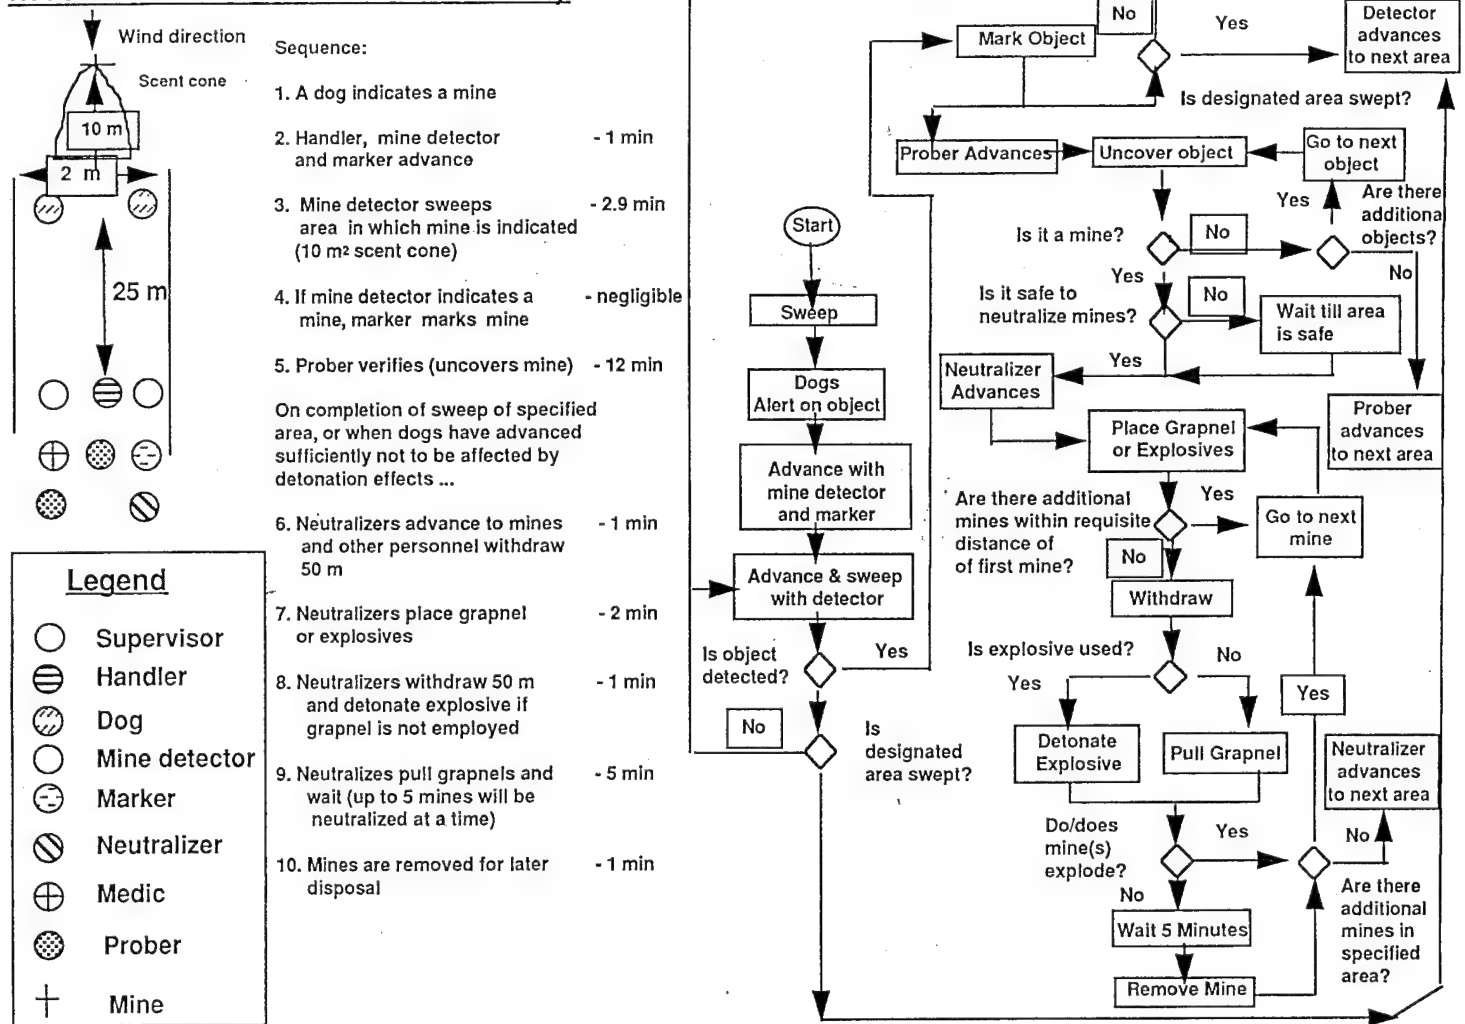 Wind direction
Scent cone
10 m
2 m
25 m
Legend
Supervisor
Handler
Dog
Mine detector
Marker
Neutralizer
Medic
Prober
Mine
Sequence:
1. A dog indicates a mine
2. Handler, mine detector - 1 min
and marker advance
3. Mine detector sweeps - 2.9 min
area in which mine is indicated
(10 m² scent cone)
4. If mine detector indicates a - negligible
mine, marker marks mine
5. Prober verifies (uncovers mine) - 12 min
On completion of sweep of specified
area, or when dogs have advanced
sufficiently not to be affected by
detonation effects ...
6. Neutralizers advance to mines - 1 min
and other personnel withdraw
50 m
7. Neutralizers place grapnel - 2 min
or explosives
8. Neutralizers withdraw 50 m - 1 min
and detonate explosive if
grapnel is not employed
9. Neutralizes pull grapnels and - 5 min
wait (up to 5 mines will be
neutralized at a time)
10. Mines are removed for later - 1 min
disposal
Start
Sweep
Dogs
Alert on object
Advance with
mine detector
and marker
Advance & sweep
with detector
Is object
detected?
Yes
No
Is
designated
area swept?
Mark Object
No
Yes
Detector
advances
to next area
Is designated area swept?
Prober Advances
Uncover object
Go to next
object
Yes
Are there
additional
objects?
No
Is it a mine?
No
Yes
Is it safe to
neutralize mines?
No
Wait till area
is safe
Yes
Neutralizer
Advances
Prober
advances
to next area
Place Grapnel
or Explosives
Are there additional
mines within requisite
distance of
of first mine?
Yes
Go to next
mine
No
Withdraw
Is explosive used?
Yes
No
Detonate
Explosive
Pull Grapnel
Yes
Neutralizer
advances
to next area
Do/does
mine(s)
explode?
Yes
No
No
Are there
additional
mines in
specified
area?
Wait 5 Minutes
Remove Mine